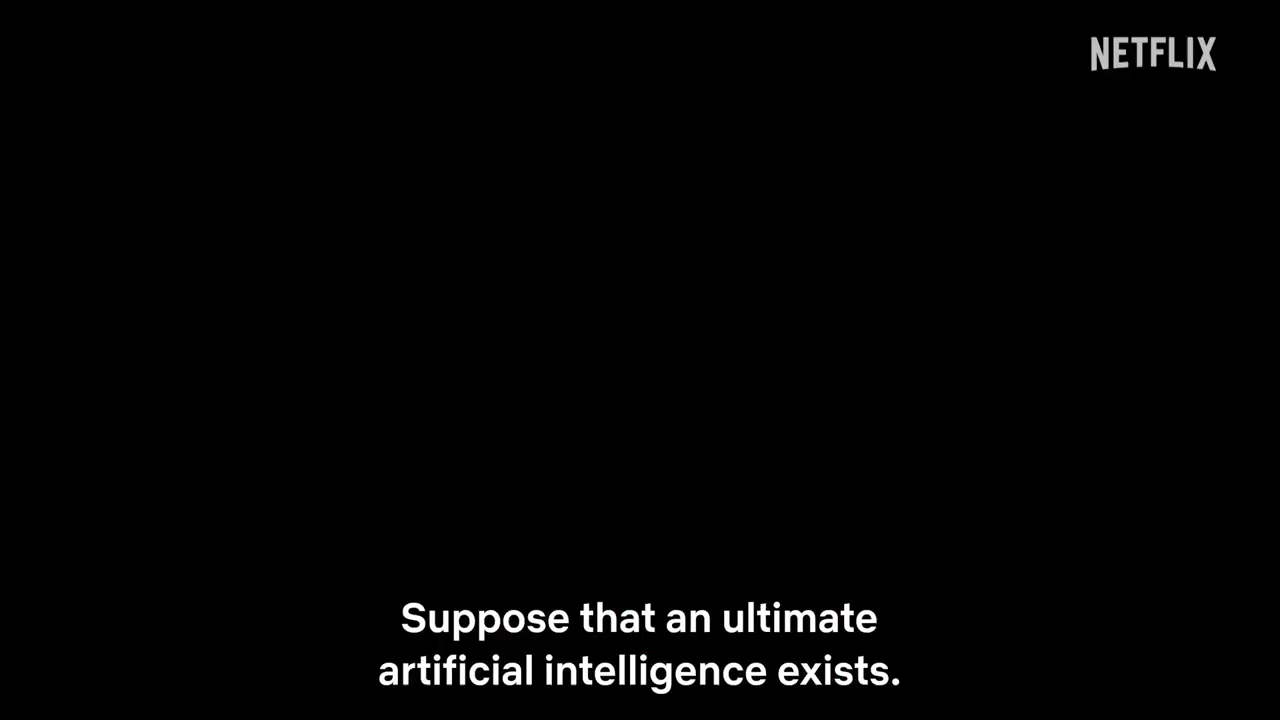 NETFLIX
Suppose that an ultimate
artificial intelligence exists.